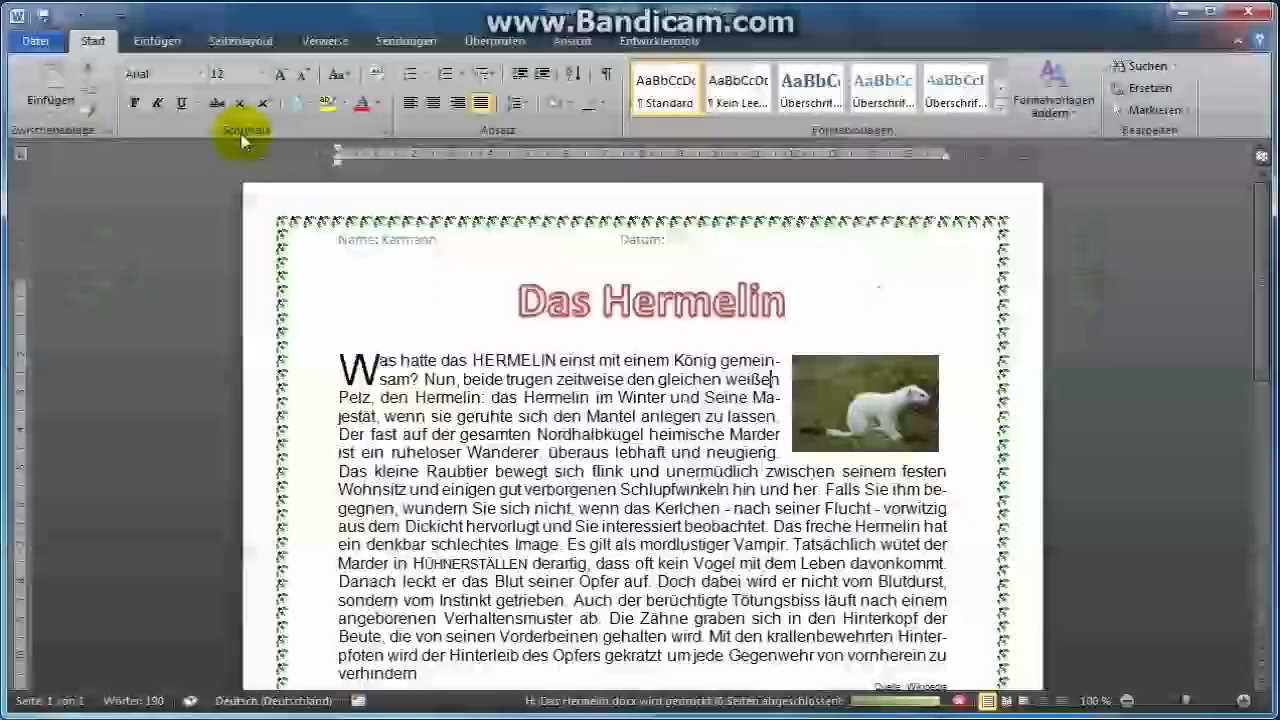 www.Bandicam.com
Datei Start Einfügen Seitenlayout Verweise Sendungen Überprüfen Ansicht Entwicklertools
Arial 12
Einfügen
Zwischenablage
Schriftart
Absatz
AaBbCcDc AaBbCcDc AaBbC AaBbCc AaBbCcI
¶ Standard ¶ Kein Lee... Überschrif... Überschrif... Überschrif...
Formatvorlagen
Formatvorlagen ändern
Suchen
Ersetzen
Markieren
Bearbeiten
Name: Karmann Datum:
Das Hermelin
Was hatte das HERMELIN einst mit einem König gemein-
sam? Nun, beide trugen zeitweise den gleichen weißen
Pelz, den Hermelin: das Hermelin im Winter und Seine Ma-
jestät, wenn sie geruhte sich den Mantel anlegen zu lassen.
Der fast auf der gesamten Nordhalbkugel heimische Marder
ist ein ruheloser Wanderer, überaus lebhaft und neugierig.
Das kleine Raubtier bewegt sich flink und unermüdlich zwischen seinem festen
Wohnsitz und einigen gut verborgenen Schlupfwinkeln hin und her. Falls Sie ihm be-
gegnen, wundern Sie sich nicht, wenn das Kerlchen - nach seiner Flucht - vorwitzig
aus dem Dickicht hervorlugt und Sie interessiert beobachtet. Das freche Hermelin hat
ein denkbar schlechtes Image. Es gilt als mordlustiger Vampir. Tatsächlich wütet der
Marder in HÜHNERSTÄLLEN derartig, dass oft kein Vogel mit dem Leben davonkommt.
Danach leckt er das Blut seiner Opfer auf. Doch dabei wird er nicht vom Blutdurst,
sondern vom Instinkt getrieben. Auch der berüchtigte Tötungsbiss läuft nach einem
angeborenen Verhaltensmuster ab. Die Zähne graben sich in den Hinterkopf der
Beute, die von seinen Vorderbeinen gehalten wird. Mit den krallenbewehrten Hinter-
pfoten wird der Hinterleib des Opfers gekratzt um jede Gegenwehr von vornherein zu
verhindern
Quelle: Wikipedia
Seite: 1 von 1 Wörter: 190 Deutsch (Deutschland) H: Das Hermelin.docx wird gedruckt (6 Seiten abgeschlossen) 100 %